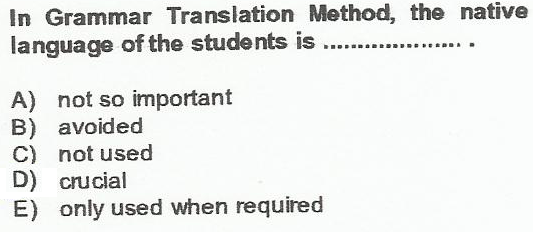 In Grammar Translation Method, the native
language of the students is ..................... .
A) not so important
B) avoided
C) not used
D) crucial
E) only used when required